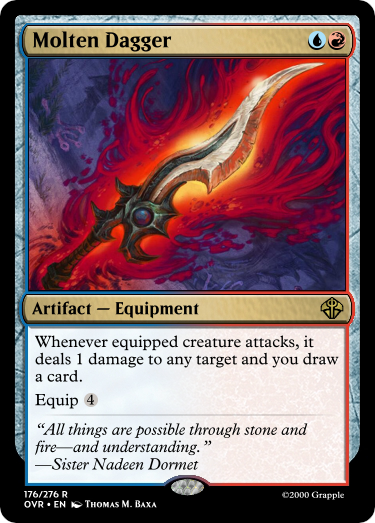 Molten Dagger
Artifact — Equipment
Whenever equipped creature attacks, it
deals 1 damage to any target and you draw
a card.
Equip 4
“All things are possible through stone and
fire—and understanding.”
—Sister Nadeen Dormet
176/276 R
OVR • EN Thomas M. Baxa
©2000 Grapple